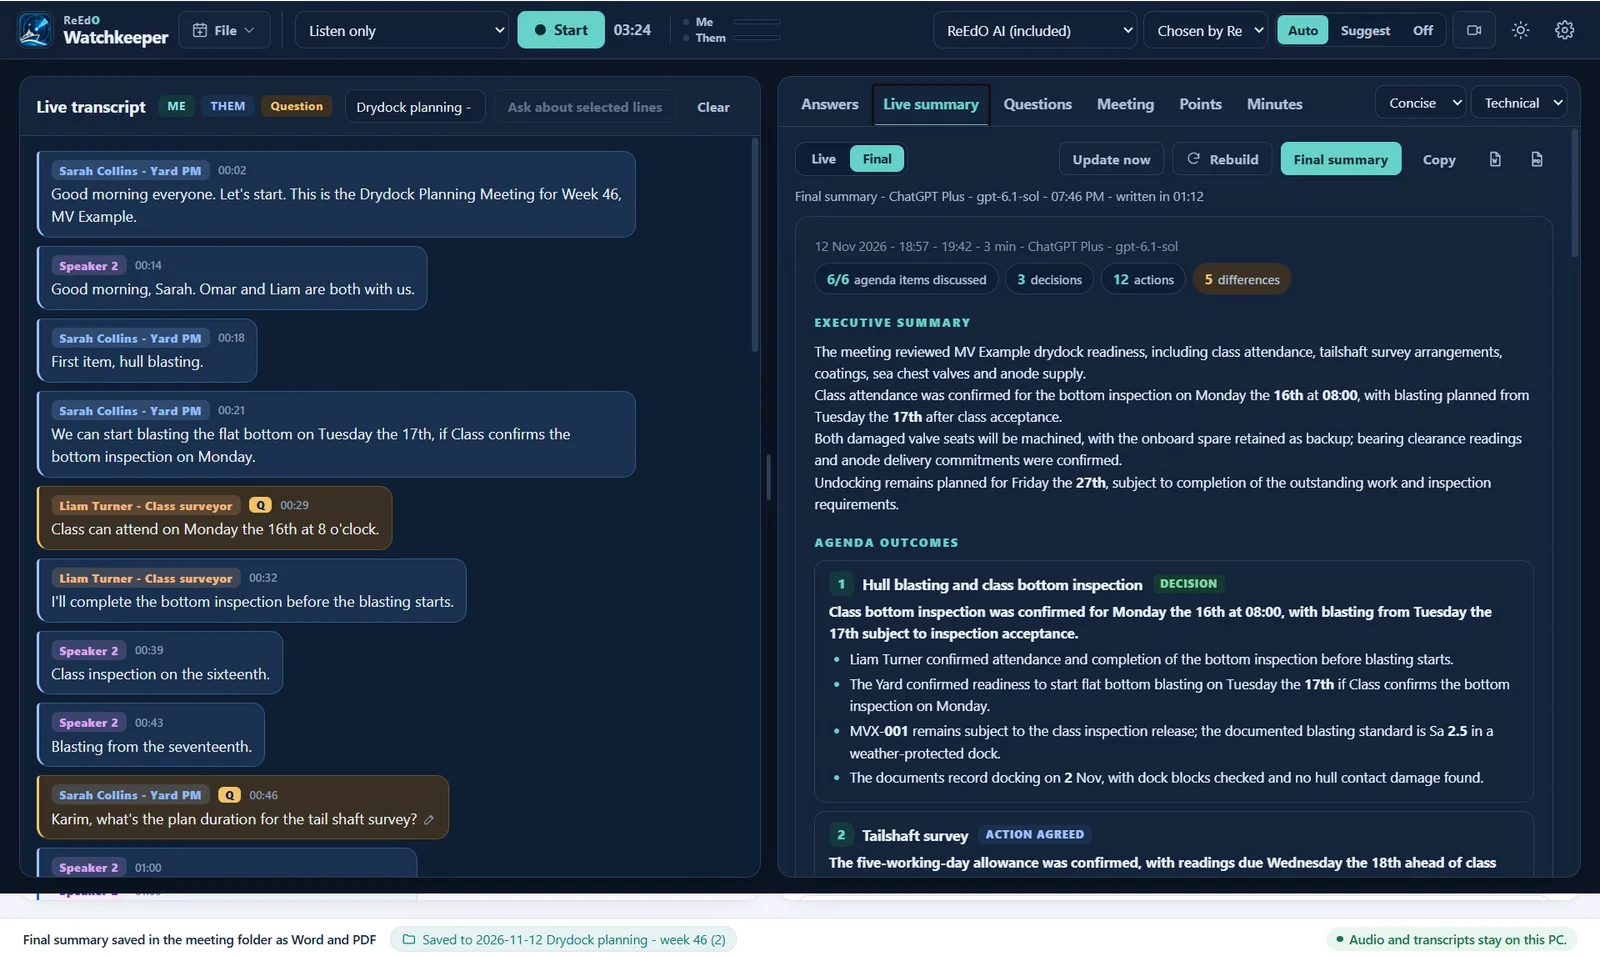 ReEdO
Watchkeeper
File
Listen only
Start
03:24
Me
Them
ReEdO AI (included)
Chosen by Re
Auto
Suggest
Off
Live transcript
ME
THEM
Question
Drydock planning -
Ask about selected lines
Clear
Sarah Collins - Yard PM 00:02
Good morning everyone. Let's start. This is the Drydock Planning Meeting for Week 46,
MV Example.
Speaker 2 00:14
Good morning, Sarah. Omar and Liam are both with us.
Sarah Collins - Yard PM 00:18
First item, hull blasting.
Sarah Collins - Yard PM 00:21
We can start blasting the flat bottom on Tuesday the 17th, if Class confirms the
bottom inspection on Monday.
Liam Turner - Class surveyor Q 00:29
Class can attend on Monday the 16th at 8 o'clock.
Liam Turner - Class surveyor 00:32
I'll complete the bottom inspection before the blasting starts.
Speaker 2 00:39
Class inspection on the sixteenth.
Speaker 2 00:43
Blasting from the seventeenth.
Sarah Collins - Yard PM Q 00:46
Karim, what's the plan duration for the tail shaft survey?
Speaker 2 01:00
Answers
Live summary
Questions
Meeting
Points
Minutes
Concise
Technical
Live
Final
Update now
Rebuild
Final summary
Copy
Final summary - ChatGPT Plus - gpt-6.1-sol - 07:46 PM - written in 01:12
12 Nov 2026 - 18:57 - 19:42 - 3 min - ChatGPT Plus - gpt-6.1-sol
6/6 agenda items discussed
3 decisions
12 actions
5 differences
EXECUTIVE SUMMARY
The meeting reviewed MV Example drydock readiness, including class attendance, tailshaft survey arrangements,
coatings, sea chest valves and anode supply.
Class attendance was confirmed for the bottom inspection on Monday the 16th at 08:00, with blasting planned from
Tuesday the 17th after class acceptance.
Both damaged valve seats will be machined, with the onboard spare retained as backup; bearing clearance readings
and anode delivery commitments were confirmed.
Undocking remains planned for Friday the 27th, subject to completion of the outstanding work and inspection
requirements.
AGENDA OUTCOMES
1 Hull blasting and class bottom inspection DECISION
Class bottom inspection was confirmed for Monday the 16th at 08:00, with blasting from Tuesday the
17th subject to inspection acceptance.
• Liam Turner confirmed attendance and completion of the bottom inspection before blasting starts.
• The Yard confirmed readiness to start flat bottom blasting on Tuesday the 17th if Class confirms the bottom
inspection on Monday.
• MVX-001 remains subject to the class inspection release; the documented blasting standard is Sa 2.5 in a
weather-protected dock.
• The documents record docking on 2 Nov, with dock blocks checked and no hull contact damage found.
2 Tailshaft survey ACTION AGREED
The five-working-day allowance was confirmed, with readings due Wednesday the 18th ahead of class
Final summary saved in the meeting folder as Word and PDF
Saved to 2026-11-12 Drydock planning - week 46 (2)
Audio and transcripts stay on this PC.